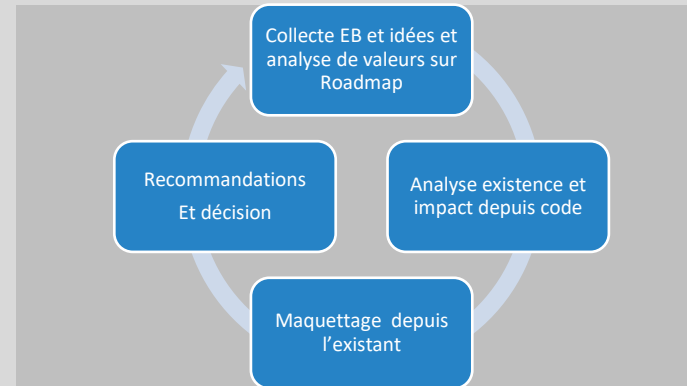 Collecte EB et idées et
analyse de valeurs sur
Roadmap
Recommandations
Et décision
Analyse existence et
impact depuis code
Maquettage  depuis
l’existant